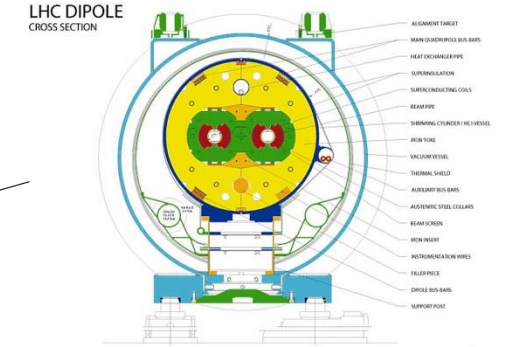 LHC DIPOLE
CROSS SECTION
ALIGNMENT TARGET
MAIN QUADRUPOLE BUS-BARS
HEAT EXCHANGER PIPE
SUPERINSULATION
SUPERCONDUCTING COILS
BEAM PIPE
SHRINKING CYLINDER / HE I-VESSEL
IRON YOKE
VACUUM VESSEL
THERMAL SHIELD
AUXILIARY BUS-BARS
AUSTENITIC STEEL COLLARS
BEAM SCREEN
IRON INSERT
INSTRUMENTATION WIRES
FILLER PIECE
DIPOLE BUS-BARS
SUPPORT POST